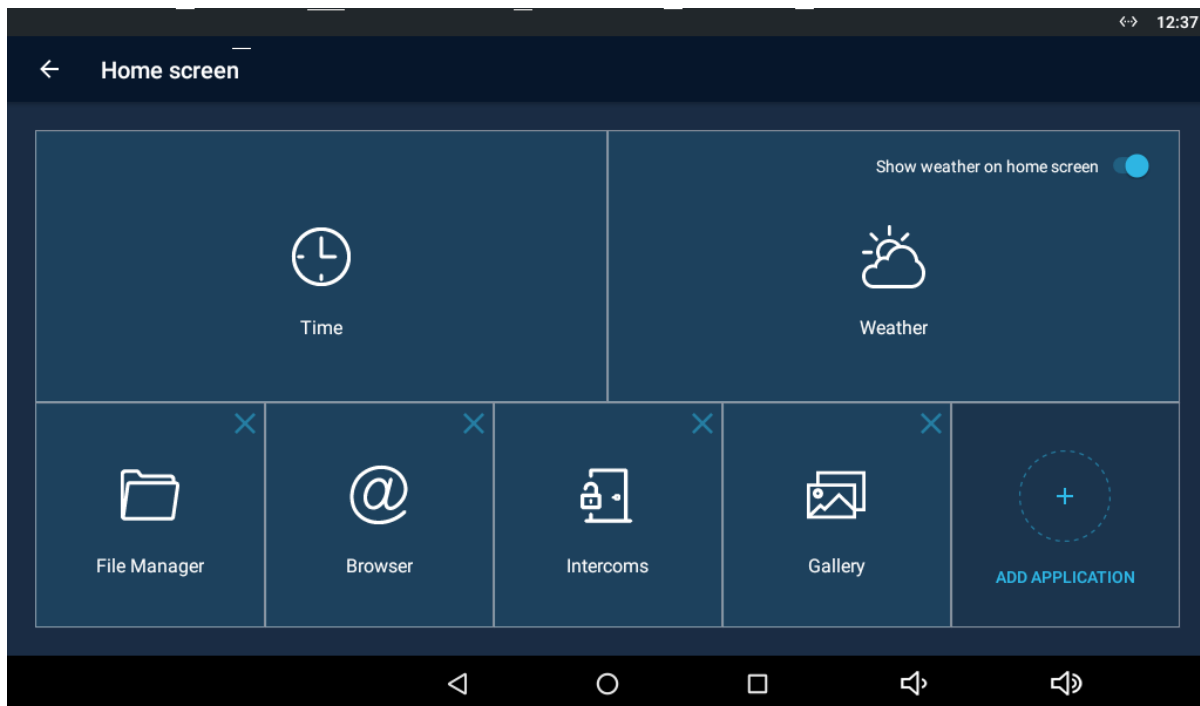 12:37
Home screen
Show weather on home screen
Time
Weather
File Manager
Browser
Intercoms
Gallery
ADD APPLICATION